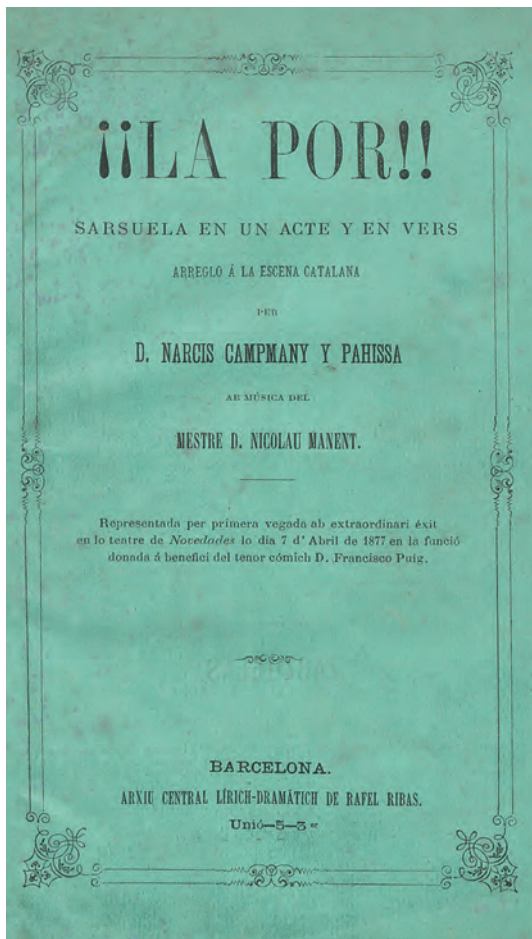 ¡¡LA POR!!
SARSUELA EN UN ACTE Y EN VERS
ARREGLO Á LA ESCENA CATALANA
PER
D. NARCIS CAMPMANY Y PAHISSA
AB MÚSICA DEL
MESTRE D. NICOLAU MANENT.
Representada per primera vegada ab extraordinari éxit
en lo teatre de Novedades lo dia 7 d' Abril de 1877 en la funció
donada á benefici del tenor cómich D. Francisco Puig.
BARCELONA.
ARXIU CENTRAL LÍRICH-DRAMÁTICH DE RAFEL RIBAS.
Unió—5—3 er